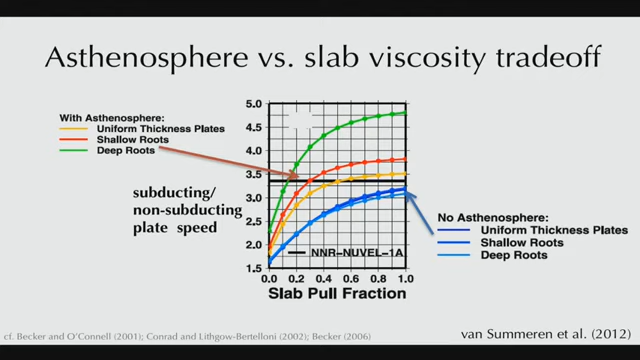 Asthenosphere vs. slab viscosity tradeoff
With Asthenosphere:
Uniform Thickness Plates
Shallow Roots
Deep Roots
subducting/
non-subducting
plate speed
5.0
4.5
4.0
3.5
3.0
2.5
2.0
1.5
NNR-NUVEL-1A
0.0 0.2 0.4 0.6 0.8 1.0
Slab Pull Fraction
No Asthenosphere:
Uniform Thickness Plates
Shallow Roots
Deep Roots
cf. Becker and O'Connell (2001); Conrad and Lithgow-Bertelloni (2002); Becker (2006)
van Summeren et al. (2012)